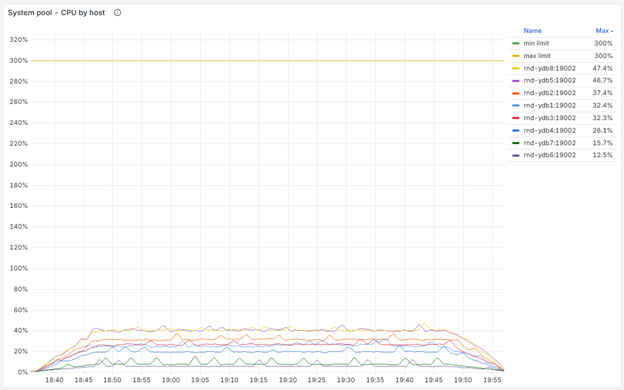 System pool - CPU by host
Name Max
min limit 300%
max limit 300%
rnd-ydb8:19002 47.4%
rnd-ydb5:19002 46.7%
rnd-ydb2:19002 37.4%
rnd-ydb1:19002 32.4%
rnd-ydb3:19002 32.3%
rnd-ydb4:19002 26.1%
rnd-ydb7:19002 15.7%
rnd-ydb6:19002 12.5%
320%
300%
280%
260%
240%
220%
200%
180%
160%
140%
120%
100%
80%
60%
40%
20%
0%
18:40 18:45 18:50 18:55 19:00 19:05 19:10 19:15 19:20 19:25 19:30 19:35 19:40 19:45 19:50 19:55